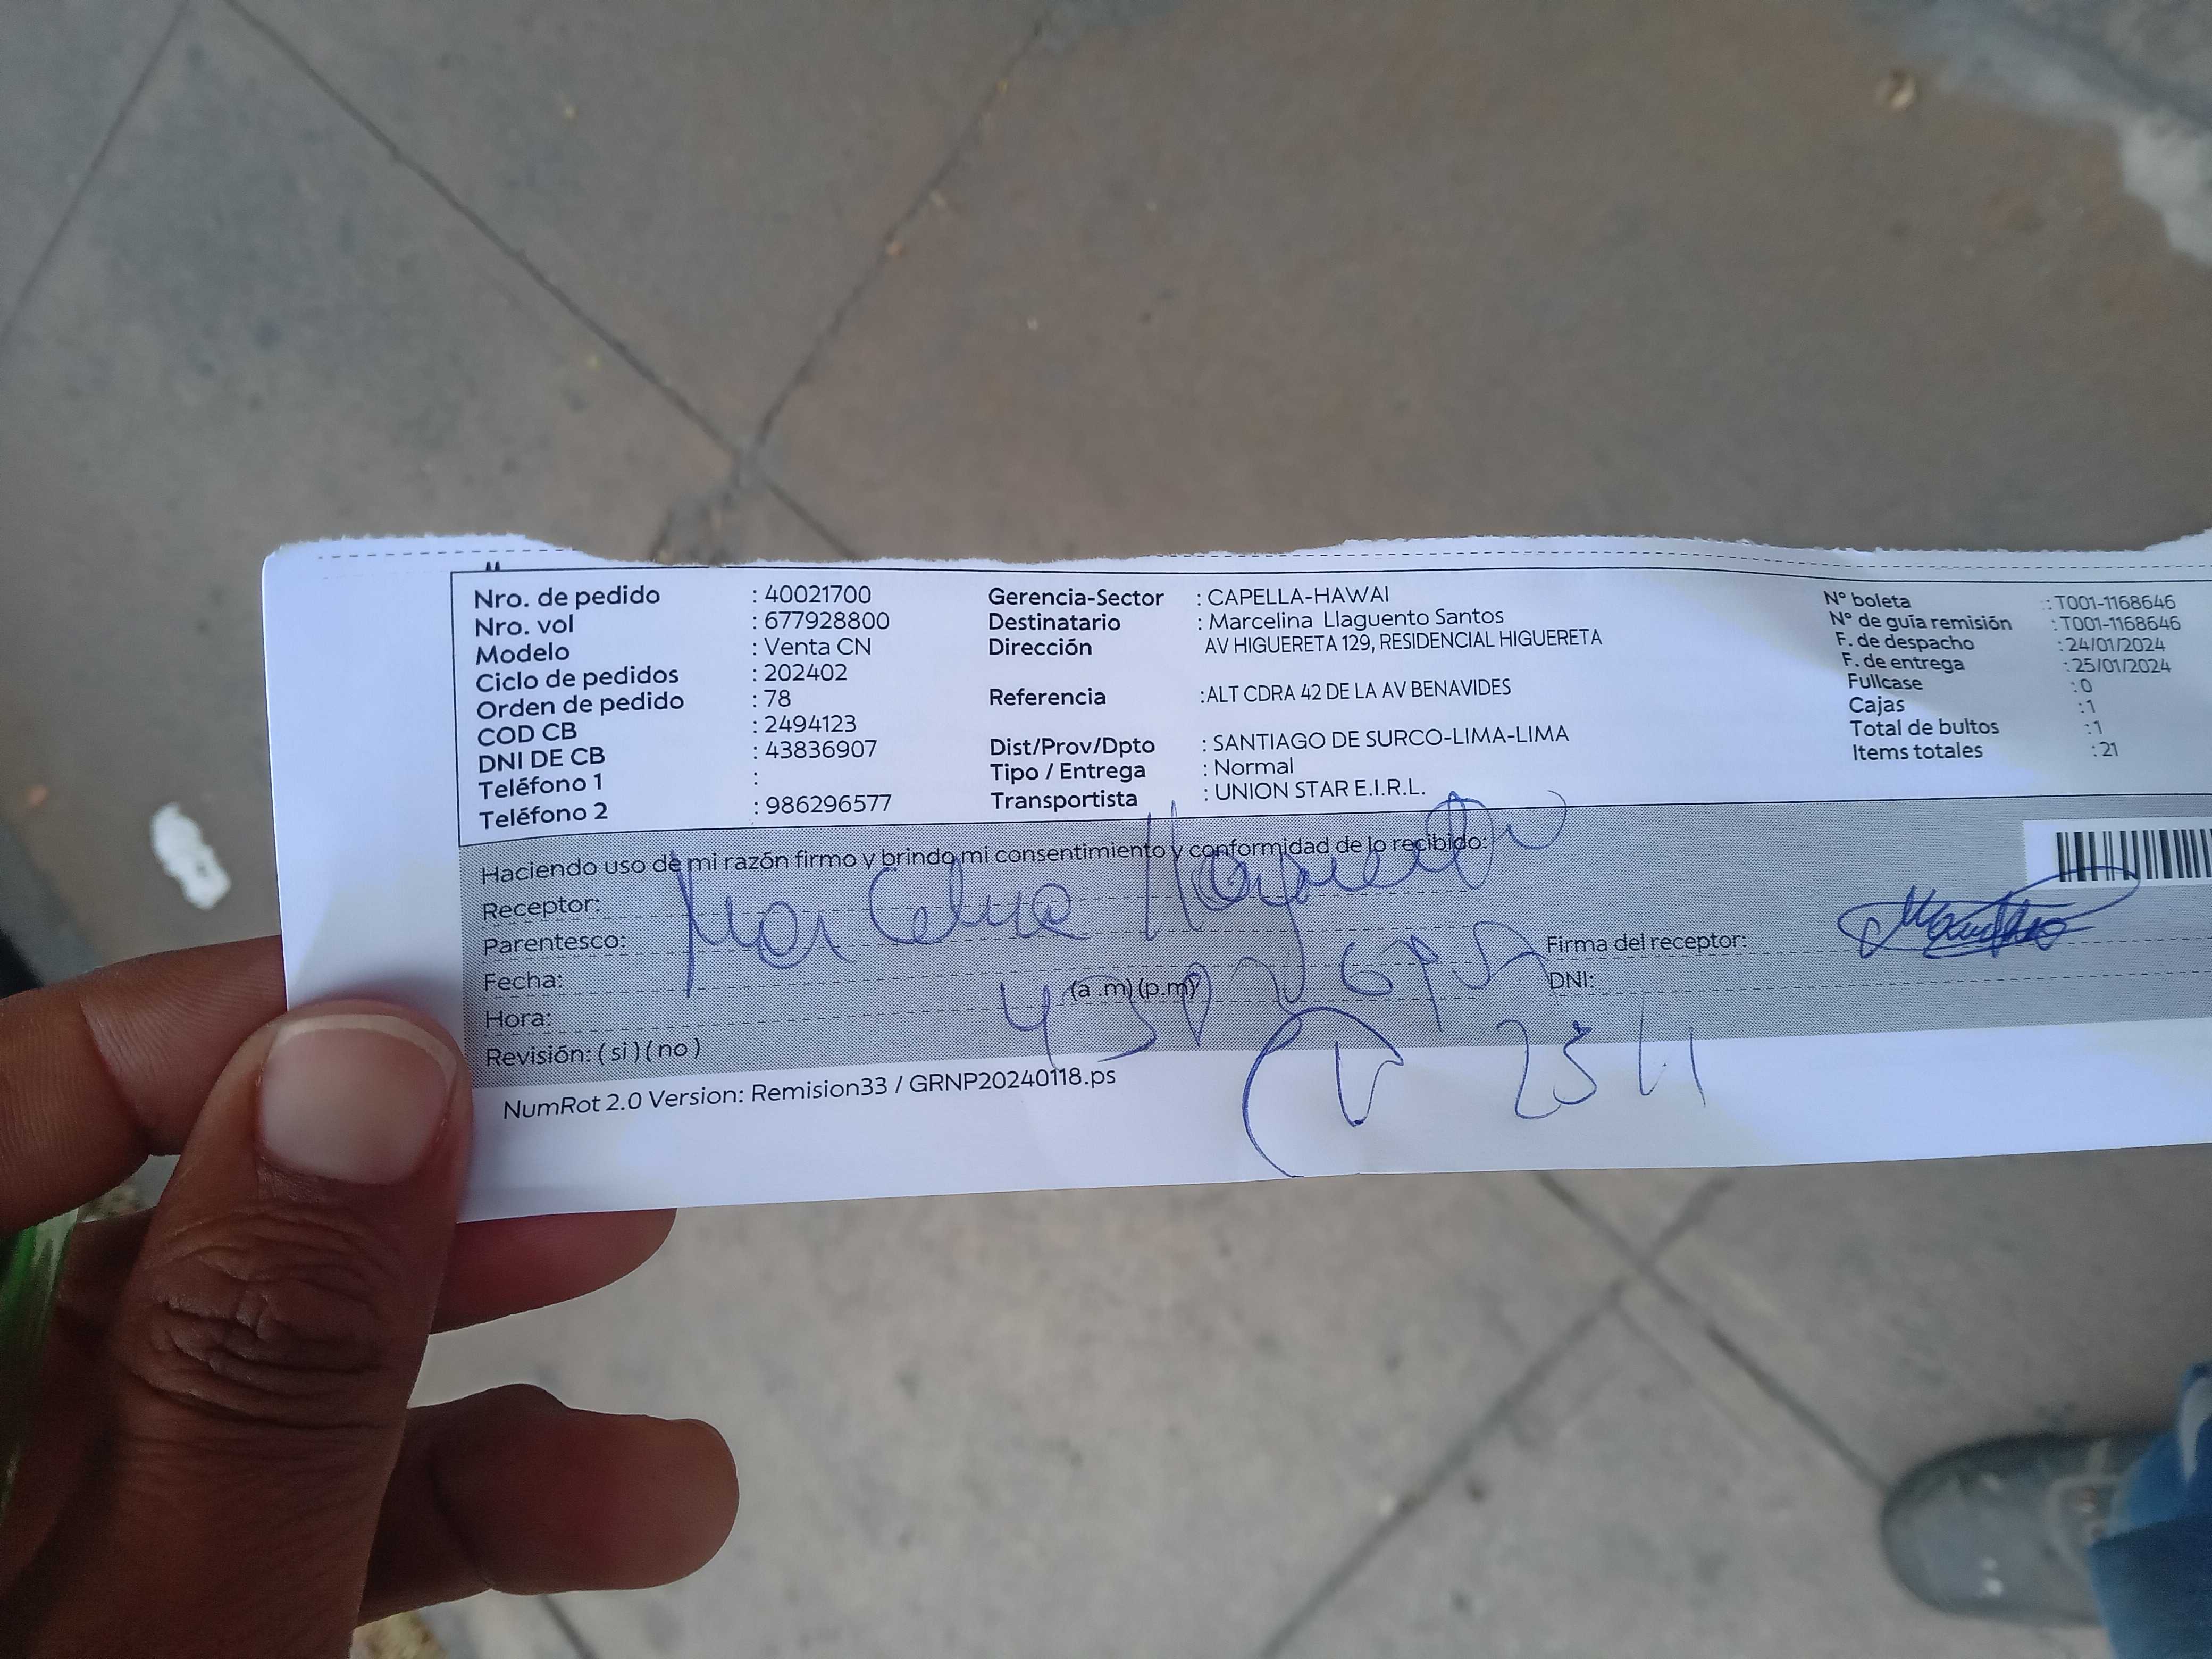 Nro. de pedido : 40021700
Nro. vol : 677928800
Modelo : Venta CN
Ciclo de pedidos : 202402
Orden de pedido : 78
COD CB : 2494123
DNI DE CB : 43836907
Teléfono 1 :
Teléfono 2 : 986296577
Gerencia-Sector : CAPELLA-HAWAI
Destinatario : Marcelina Llaguento Santos
Dirección AV HIGUERETA 129, RESIDENCIAL HIGUERETA
Referencia :ALT CDRA 42 DE LA AV BENAVIDES
Dist/Prov/Dpto : SANTIAGO DE SURCO-LIMA-LIMA
Tipo / Entrega : Normal
Transportista : UNION STAR E.I.R.L.
N° boleta :T001-1168646
N° de guía remisión :T001-1168646
F. de despacho :24/01/2024
F. de entrega :25/01/2024
Fullcase :0
Cajas :1
Total de bultos :1
Items totales :21
Haciendo uso de mi razón firmo y brindo mi consentimiento y conformidad de lo recibido:
Receptor: Marcelina Llaguento
Parentesco:
Fecha:
Hora: (a.m) (p.m)
Revisión: (si) (no)
Firma del receptor:
DNI:
NumRot 2.0 Version: Remision33 / GRNP20240118.ps